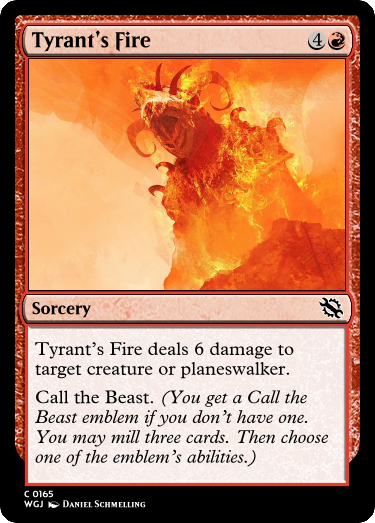 Tyrant's Fire 4
Sorcery
Tyrant's Fire deals 6 damage to
target creature or planeswalker.
Call the Beast. (You get a Call the
Beast emblem if you don't have one.
You may mill three cards. Then choose
one of the emblem's abilities.)
C 0165
WGJ Daniel Schmelling